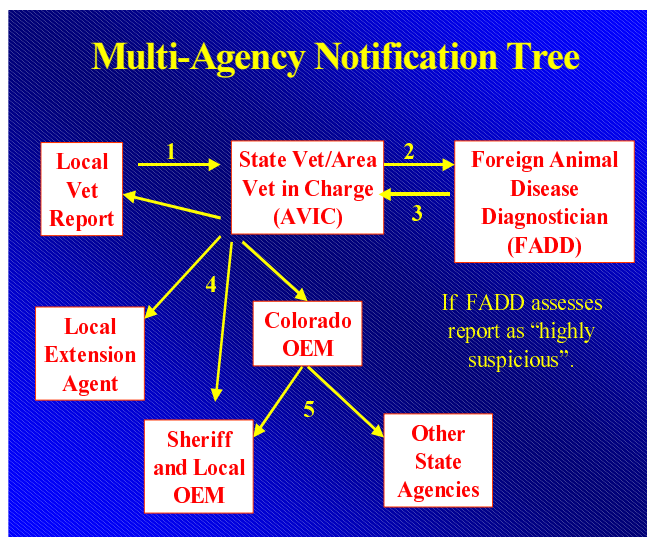 Multi-Agency Notification Tree
1
2
3
Local
Vet
Report
State Vet/Area
Vet in Charge
(AVIC)
Foreign Animal
Disease
Diagnostician
(FADD)
4
If FADD assesses
report as “highly
suspicious”.
Local
Extension
Agent
Colorado
OEM
5
Sheriff
and Local
OEM
Other
State
Agencies